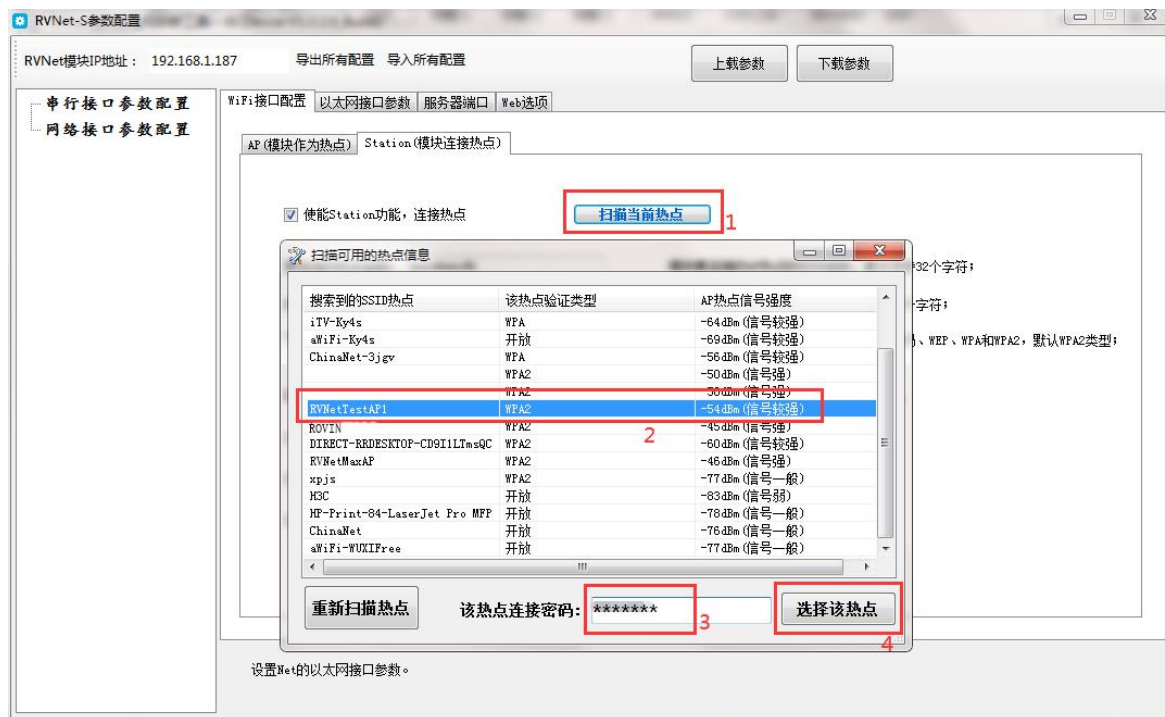 RVNet-S参数配置
RVNet模块IP地址： 192.168.1.187 导出所有配置 导入所有配置 上载参数 下载参数
串行接口参数配置
网络接口参数配置
WiFi接口配置 以太网接口参数 服务器端口 Web选项
AP(模块作为热点) Station(模块连接热点)
使能Station功能，连接热点 扫描当前热点 1
扫描可用的热点信息
32个字符；
字符；
、WEP、WPA和WPA2，默认WPA2类型；
搜索到的SSID热点 该热点验证类型 AP热点信号强度
iTV-Ky4s WPA -64dBm(信号较强)
aWiFi-Ky4s 开放 -69dBm(信号较强)
ChinaNet-3jgv WPA -56dBm(信号较强)
WPA2 -50dBm(信号强)
WPA2 -50dBm(信号强)
RVNetTestAP1 WPA2 -54dBm(信号较强)
ROVIN WPA2 -45dBm(信号强)
2
DIRECT-RRDESKTOP-CD9I1LTmsQC WPA2 -60dBm(信号较强)
RVNetMaxAP WPA2 -46dBm(信号强)
xpjs WPA2 -77dBm(信号一般)
H3C 开放 -83dBm(信号弱)
HP-Print-84-LaserJet Pro MFP 开放 -78dBm(信号一般)
ChinaNet 开放 -76dBm(信号一般)
aWiFi-WUXIFree 开放 -77dBm(信号一般)
重新扫描热点 该热点连接密码： ******* 3 选择该热点
4
设置Net的以太网接口参数。